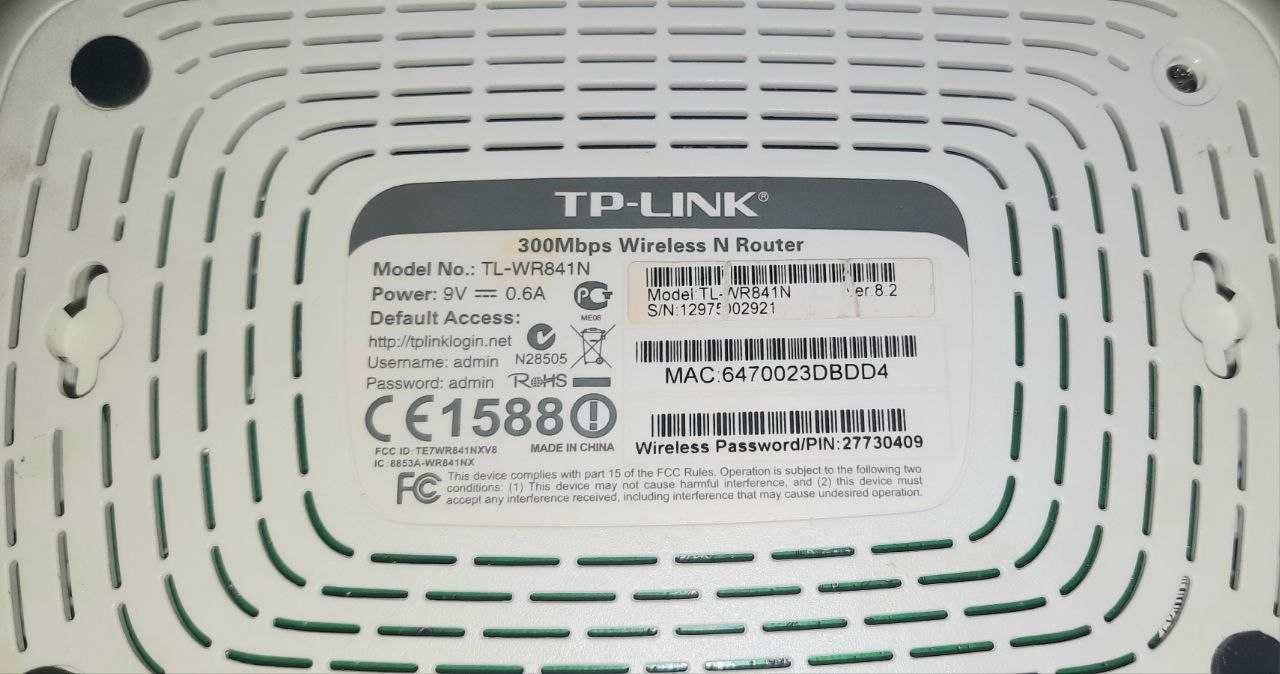 TP-LINK®
300Mbps Wireless N Router
Model No.: TL-WR841N
Power: 9V 0.6A
Default Access:
http://tplinklogin.net
Username: admin
Password: admin
ME06
N28505
RoHS
CE1588
FCC ID: TE7WR841NXV8
IC: 8853A-WR841NX
MADE IN CHINA
Model:TL-WR841N Ver:8.2
S/N:
MAC:6470023DBDD4
Wireless Password/PIN:27730409
FC This device complies with part 15 of the FCC Rules. Operation is subject to the following two
conditions: (1) This device may not cause harmful interference, and (2) this device must
accept any interference received, including interference that may cause undesired operation.